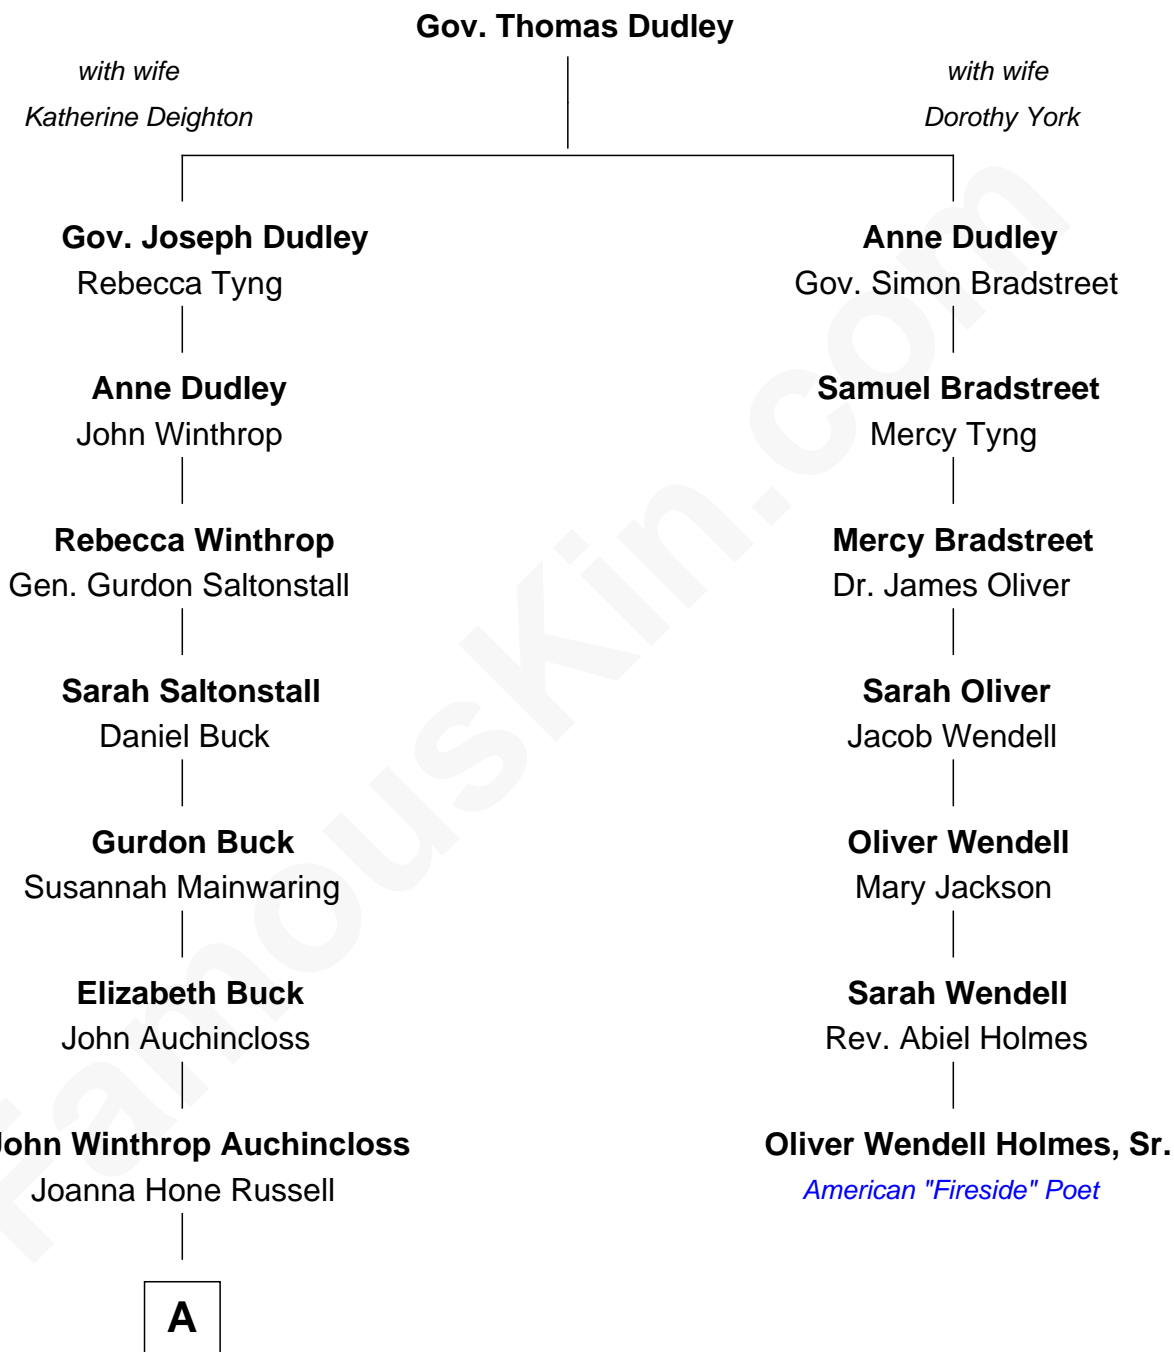 Gov. Thomas Dudley
with wife
Katherine Deighton
with wife
Dorothy York
Gov. Joseph Dudley
Rebecca Tyng
Anne Dudley
Gov. Simon Bradstreet
Anne Dudley
John Winthrop
Samuel Bradstreet
Mercy Tyng
Rebecca Winthrop
Gen. Gurdon Saltonstall
Mercy Bradstreet
Dr. James Oliver
Sarah Saltonstall
Daniel Buck
Sarah Oliver
Jacob Wendell
Gurdon Buck
Susannah Mainwaring
Oliver Wendell
Mary Jackson
Elizabeth Buck
John Auchincloss
Sarah Wendell
Rev. Abiel Holmes
John Winthrop Auchincloss
Joanna Hone Russell
Oliver Wendell Holmes, Sr.
American "Fireside" Poet
A
FamousKin.com